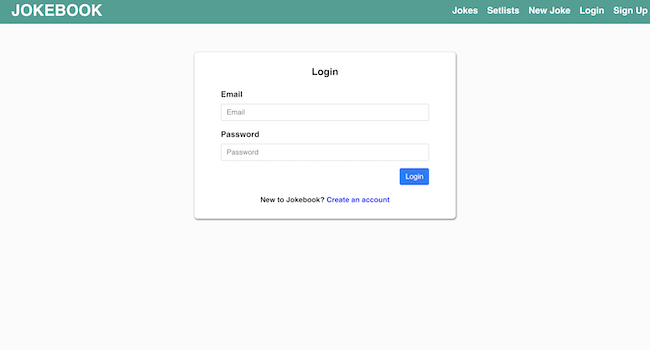 JOKEBOOK Jokes Setlists New Joke Login Sign Up
Login
Email
Email
Password
Password
Login
New to Jokebook? Create an account